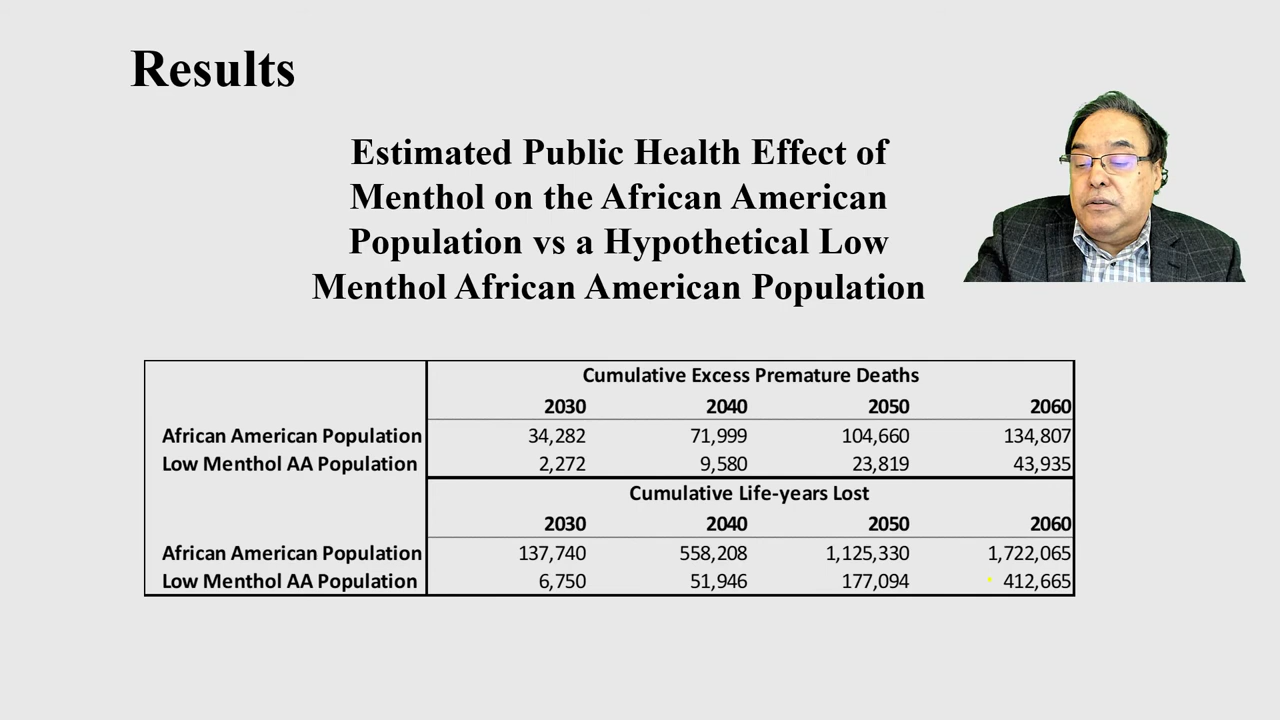 Results
Estimated Public Health Effect of
Menthol on the African American
Population vs a Hypothetical Low
Menthol African American Population
Cumulative Excess Premature Deaths
2030 2040 2050 2060
African American Population 34,282 71,999 104,660 134,807
Low Menthol AA Population 2,272 9,580 23,819 43,935
Cumulative Life-years Lost
2030 2040 2050 2060
African American Population 137,740 558,208 1,125,330 1,722,065
Low Menthol AA Population 6,750 51,946 177,094 412,665